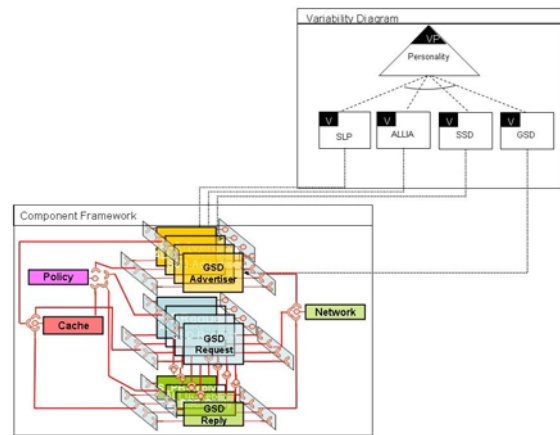 Variability Diagram
VP
Personality
V
V
V
V
SLP
ALLIA
SSD
GSD
Component Framework
GSD
Advertiser
Policy
Network
Cache
GSD
Request
GSD
Reply